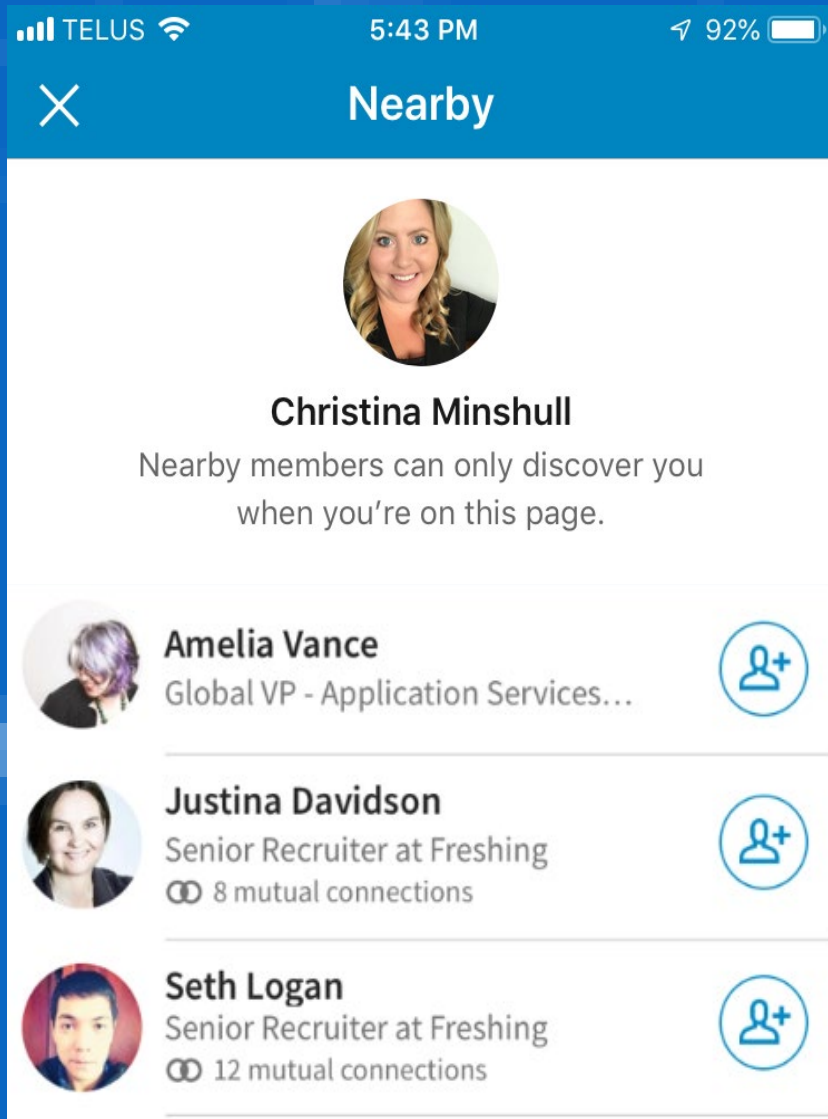 TELUS 5:43 PM 92%
Nearby
Christina Minshull
Nearby members can only discover you
when you're on this page.
Amelia Vance
Global VP - Application Services...
Justina Davidson
Senior Recruiter at Freshing
8 mutual connections
Seth Logan
Senior Recruiter at Freshing
12 mutual connections